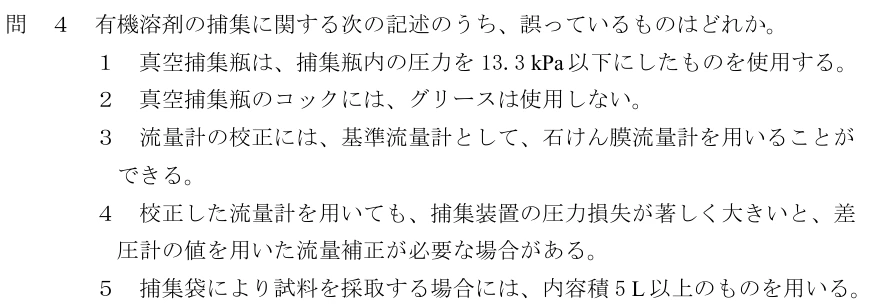 問 4 有機溶剤の捕集に関する次の記述のうち、誤っているものはどれか。
1 真空捕集瓶は、捕集瓶内の圧力を 13.3 kPa 以下にしたものを使用する。
2 真空捕集瓶のコックには、グリースは使用しない。
3 流量計の校正には、基準流量計として、石けん膜流量計を用いることが
できる。
4 校正した流量計を用いても、捕集装置の圧力損失が著しく大きいと、差
圧計の値を用いた流量補正が必要な場合がある。
5 捕集袋により試料を採取する場合には、内容積 5 L 以上のものを用いる。